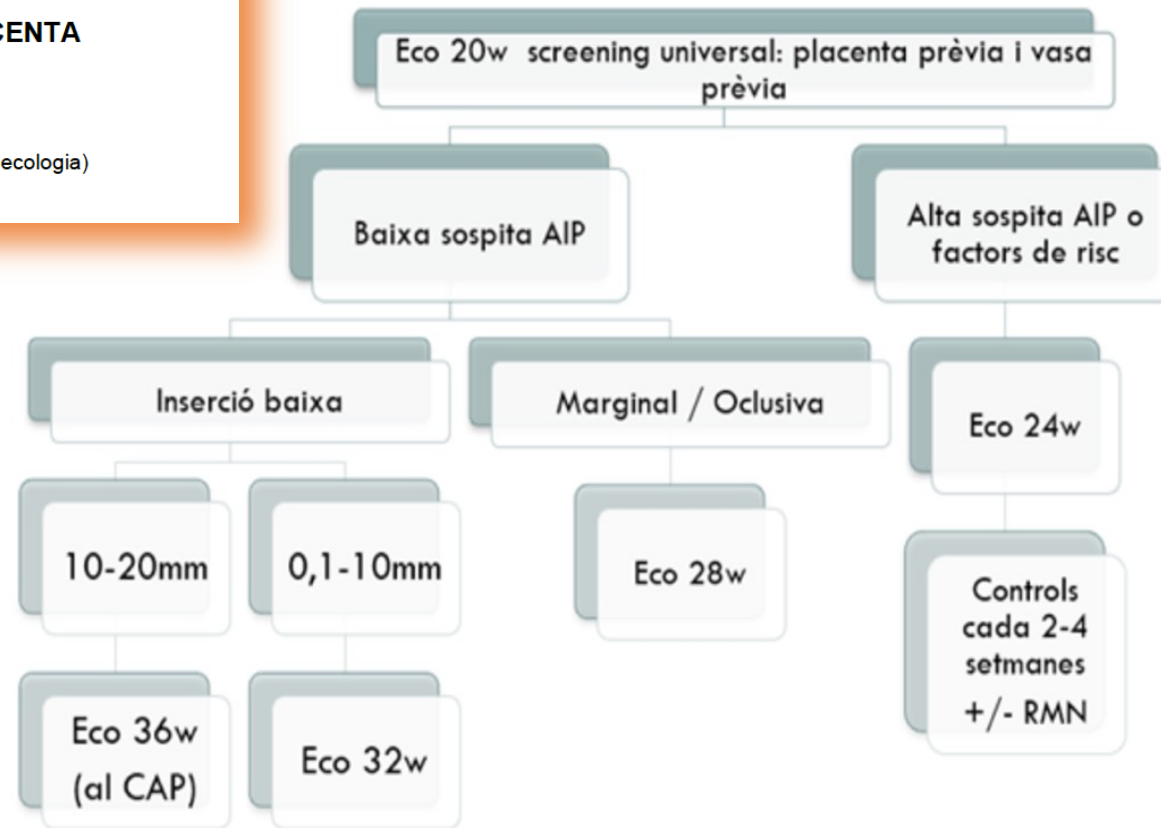 CENTA
ecologia)
Eco 20w screening universal: placenta prèvia i vasa
prèvia
Baixa sospita AIP
Alta sospita AIP o
factors de risc
Inserció baixa
Marginal / Oclusiva
Eco 24w
10-20mm
0,1-10mm
Eco 28w
Controls
cada 2-4
setmanes
+/- RMN
Eco 36w
(al CAP)
Eco 32w